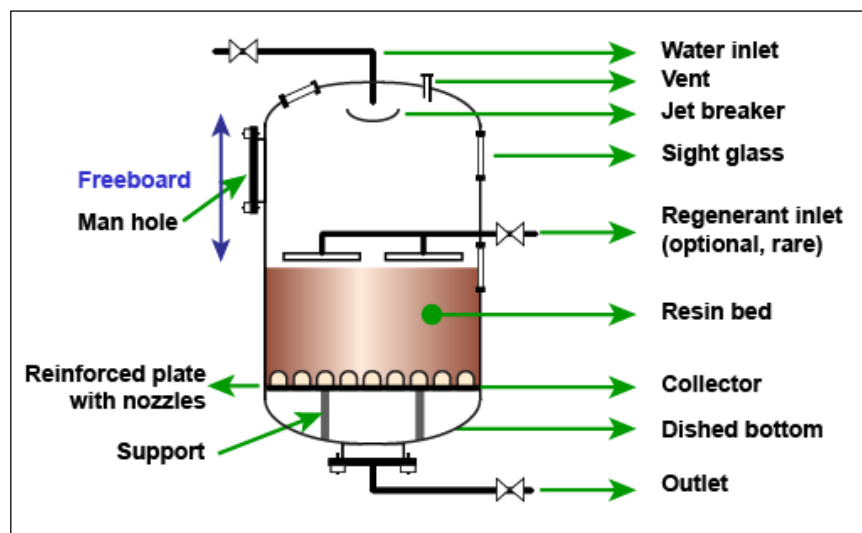 Water inlet
Vent
Jet breaker
Sight glass
Freeboard
Man hole
Regenerant inlet
(optional, rare)
Resin bed
Reinforced plate
with nozzles
Collector
Support
Dished bottom
Outlet